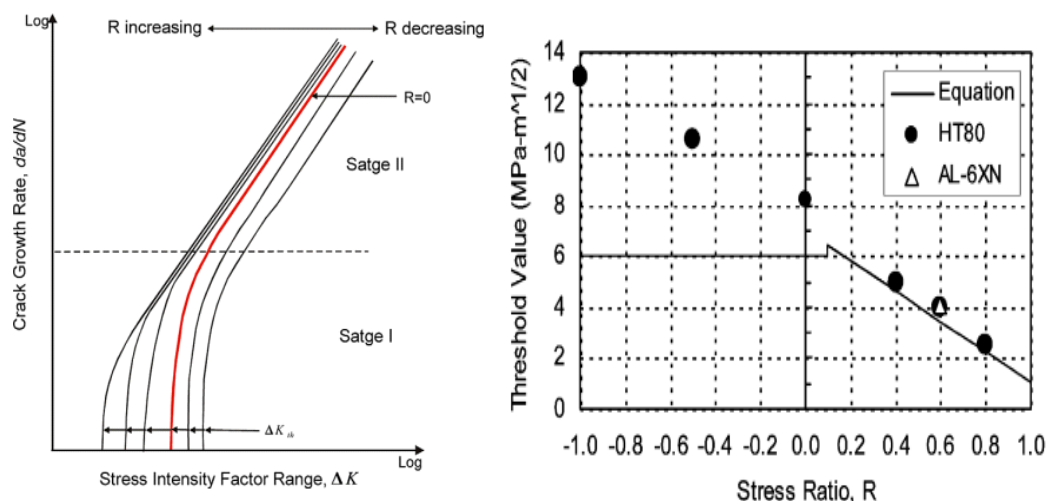 Log
R increasing
R decreasing
R=0
Satge II
Satge I
Crack Growth Rate, da/dN
ΔK th
Log
Stress Intensity Factor Range, ΔK
Threshold Value (MPa-m^1/2)
14
12
10
8
6
4
2
0
Equation
HT80
AL-6XN
-1.0 -0.8 -0.6 -0.4 -0.2 0.0 0.2 0.4 0.6 0.8 1.0
Stress Ratio, R